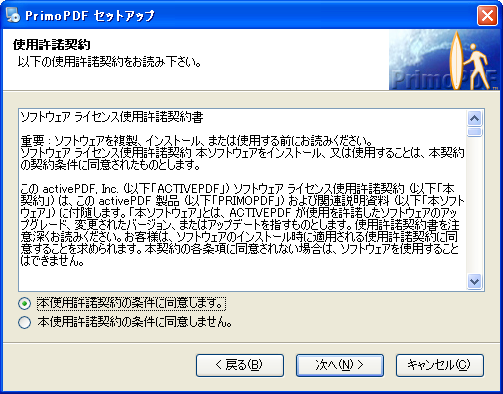 PrimoPDF セットアップ
使用許諾契約
以下の使用許諾契約をお読み下さい。
PrimoPDF
ソフトウェア ライセンス使用許諾契約書
重要 : ソフトウェアを複製、インストール、または使用する前にお読みください。
ソフトウェア ライセンス使用許諾契約 本ソフトウェアをインストール、又は使用することは、本契約
の契約条件に同意されたものとします。
この activePDF, Inc. (以下「ACTIVEPDF」) ソフトウェア ライセンス使用許諾契約 (以下「本
契約」) は、この activePDF 製品 (以下「PRIMOPDF」) および関連説明資料 (以下「本ソフト
ウェア」) に付随します。「本ソフトウェア」とは、ACTIVEPDF が使用を許諾したソフトウェアのアッ
プグレード、変更されたバージョン、またはアップデートを指すものとします。使用許諾契約書を注
意深くお読みください。お客様は、ソフトウェアのインストール時に適用される使用許諾契約に同
意することを求められます。本契約の各条項に同意されない場合は、ソフトウェアを使用すること
はできません。
本使用許諾契約の条件に同意します。
本使用許諾契約の条件に同意しません。
< 戻る(B)
次へ(N) >
キャンセル(C)